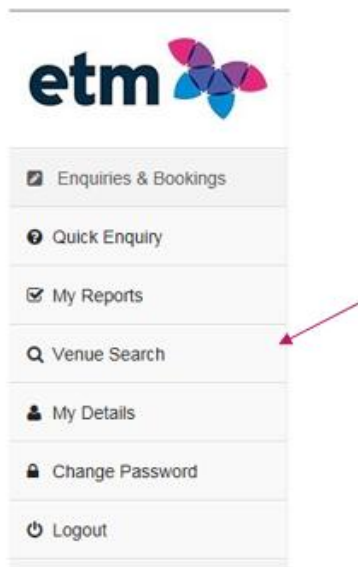 etm
Enquiries & Bookings
Quick Enquiry
My Reports
Venue Search
My Details
Change Password
Logout